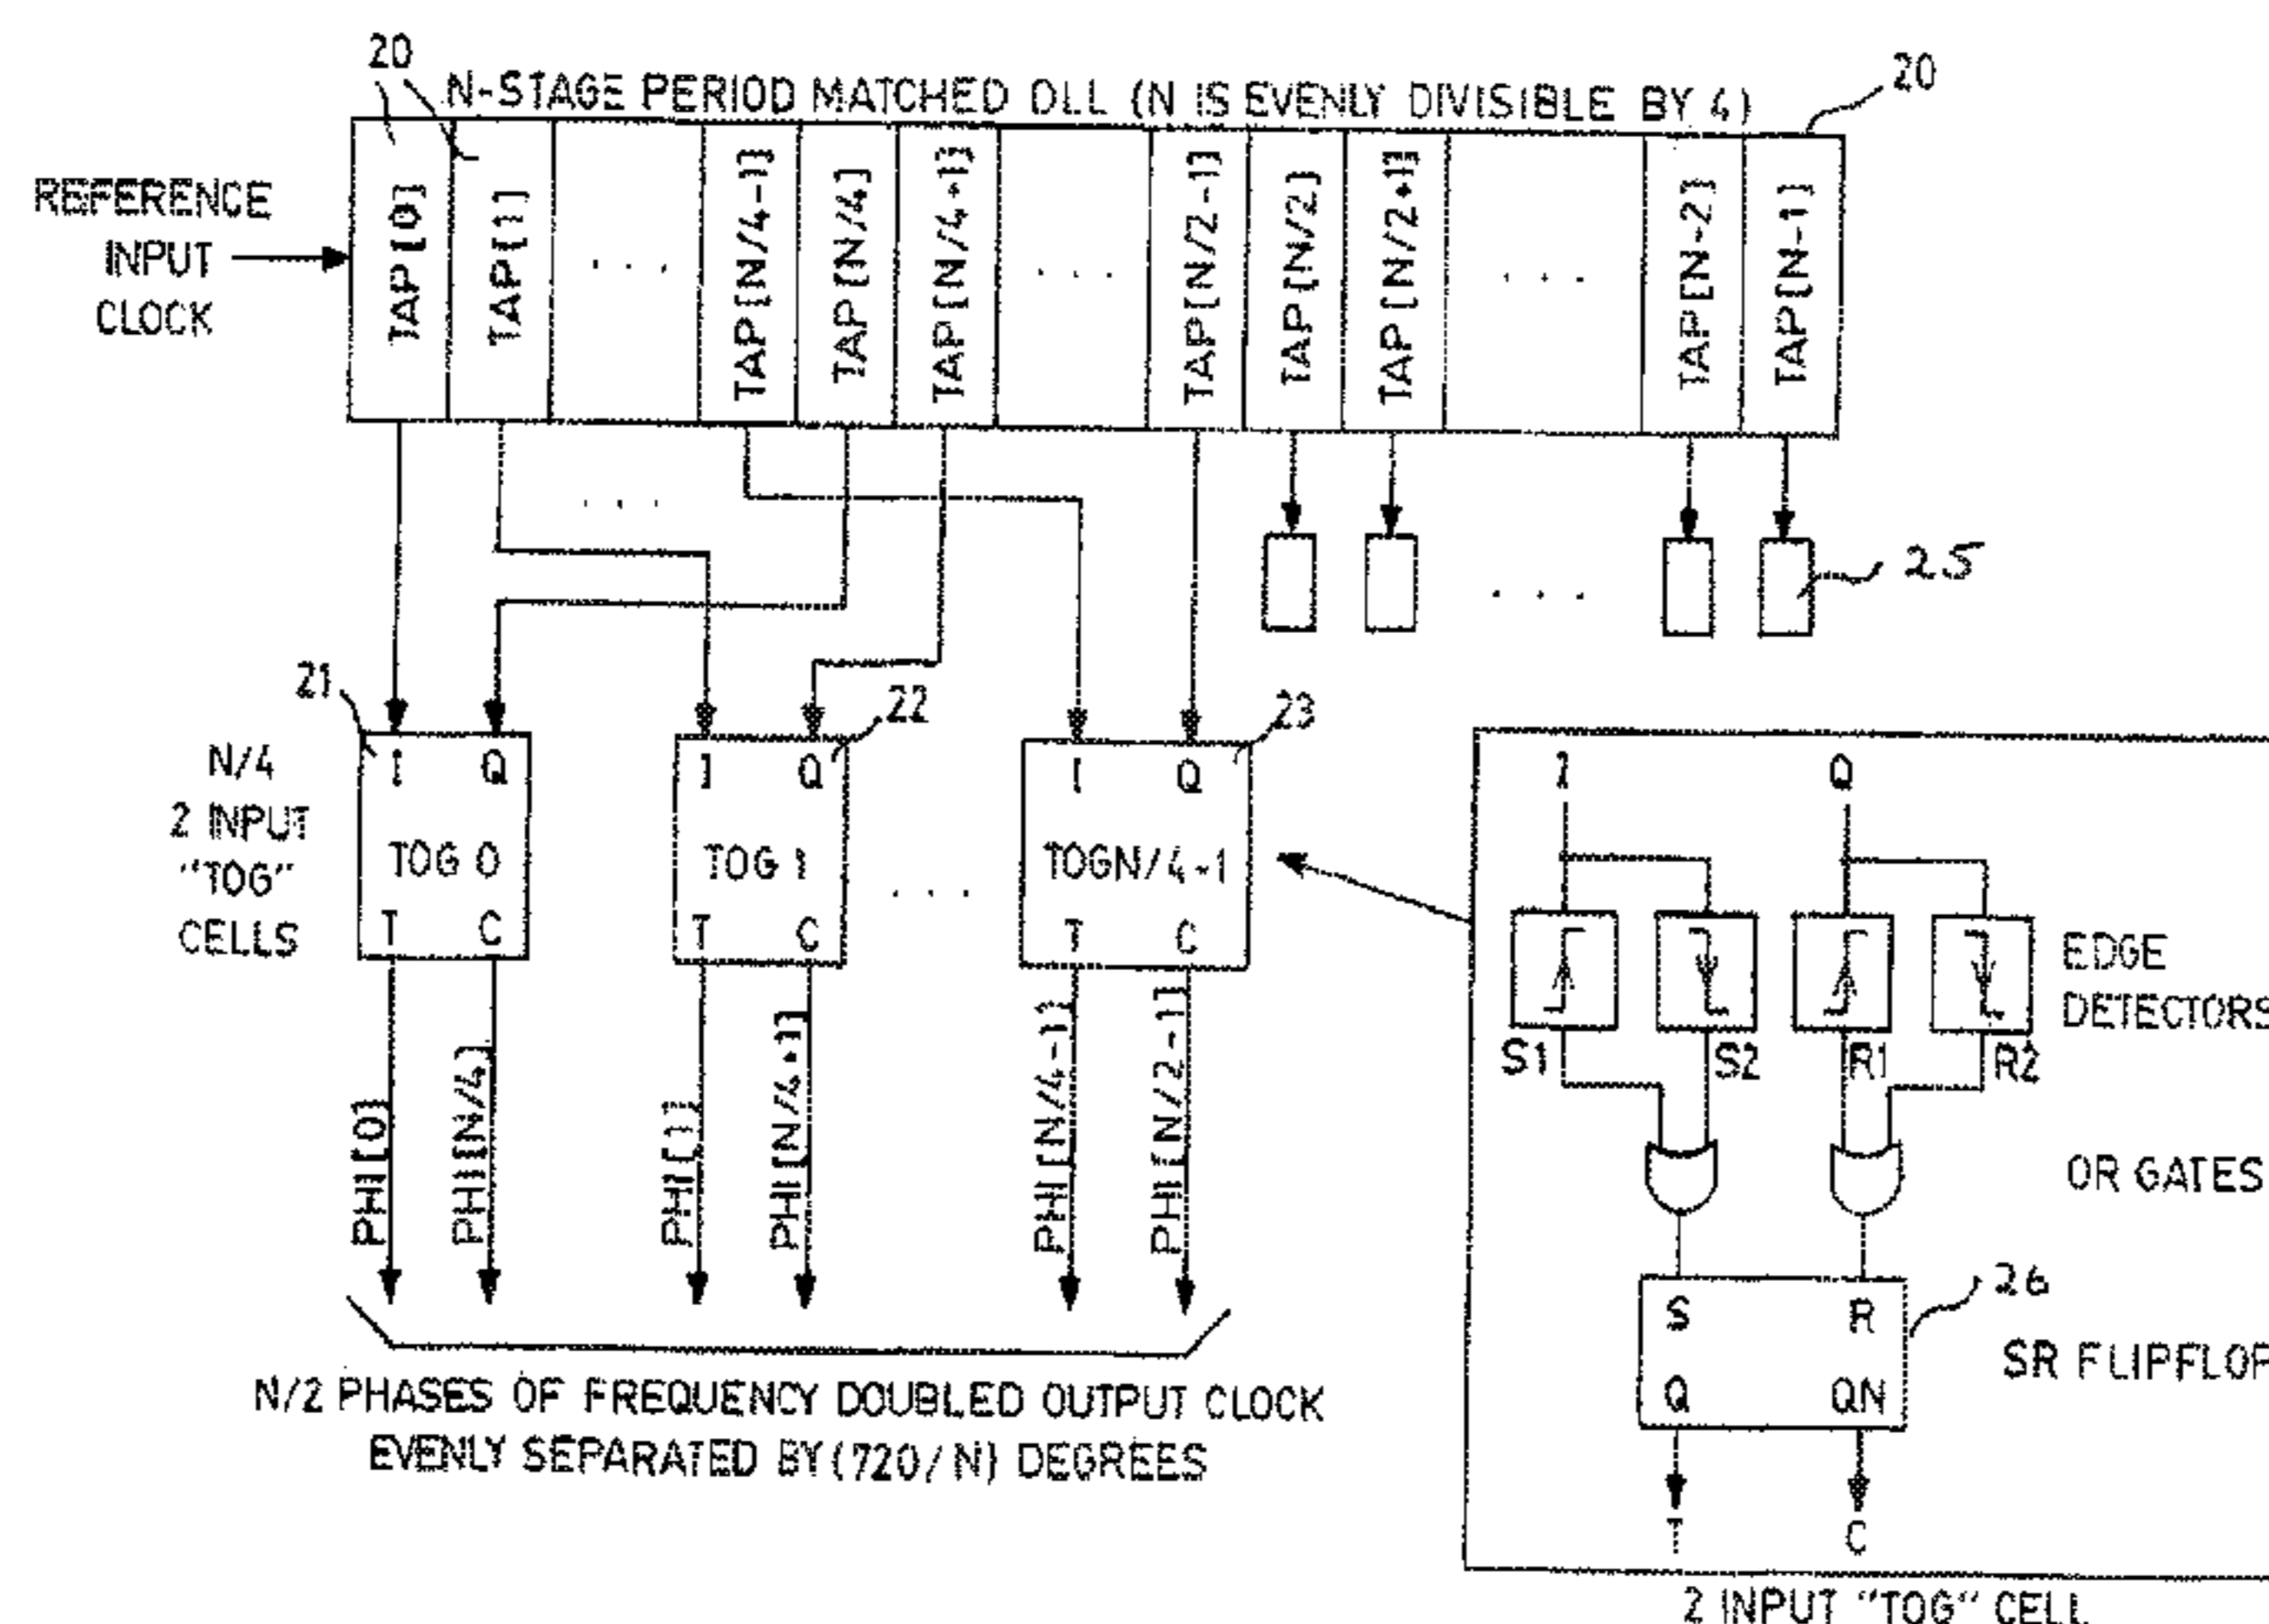 20
20
N-STAGE PERIOD MATCHED DLL (N IS EVENLY DIVISIBLE BY 4)
20
REFERENCE
INPUT
CLOCK
TAP[0]
TAP[1]
. . .
TAP[N/4-1]
TAP[N/4]
TAP[N/4+1]
. . .
TAP[N/2-1]
TAP[N/2]
TAP[N/2+1]
. . .
TAP[N-2]
TAP[N-1]
. . .
. . .
25
21
22
23
N/4
2 INPUT
"TOG"
CELLS
I Q
TOG 0
T C
I Q
TOG 1
T C
. . .
I Q
TOGN/4-1
T C
PHI[0]
PHI[N/4]
PHI[1]
PHI[N/4+1]
PHI[N/4-1]
PHI[N/2-1]
N/2 PHASES OF FREQUENCY DOUBLED OUTPUT CLOCK
EVENLY SEPARATED BY (720/N) DEGREES
I Q
EDGE
DETECTORS
S1 S2 R1 R2
OR GATES
26
S R
Q QN
SR FLIPFLOP
T C
2 INPUT "TOG" CELL